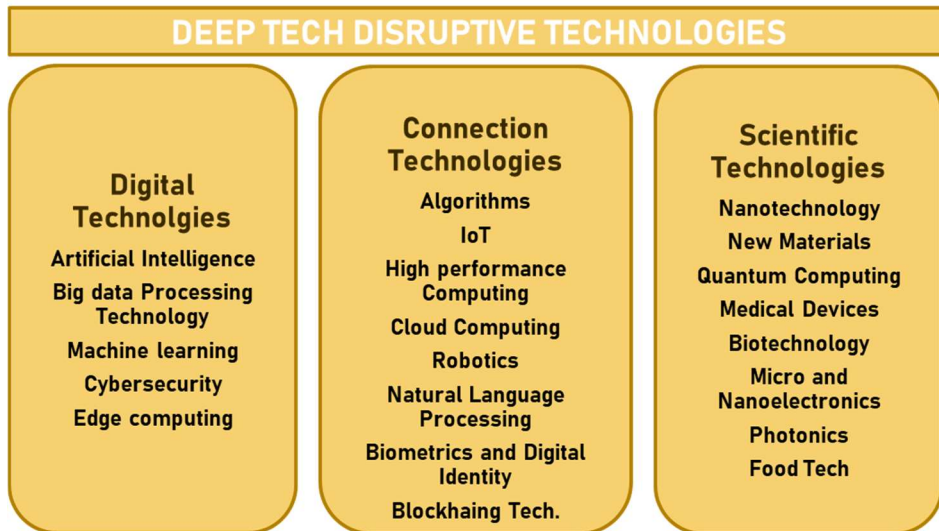 DEEP TECH DISRUPTIVE TECHNOLOGIES
Digital
Technolgies
Artificial Intelligence
Big data Processing
Technology
Machine learning
Cybersecurity
Edge computing
Connection
Technologies
Algorithms
IoT
High performance
Computing
Cloud Computing
Robotics
Natural Language
Processing
Biometrics and Digital
Identity
Blockhaing Tech.
Scientific
Technologies
Nanotechnology
New Materials
Quantum Computing
Medical Devices
Biotechnology
Micro and
Nanoelectronics
Photonics
Food Tech